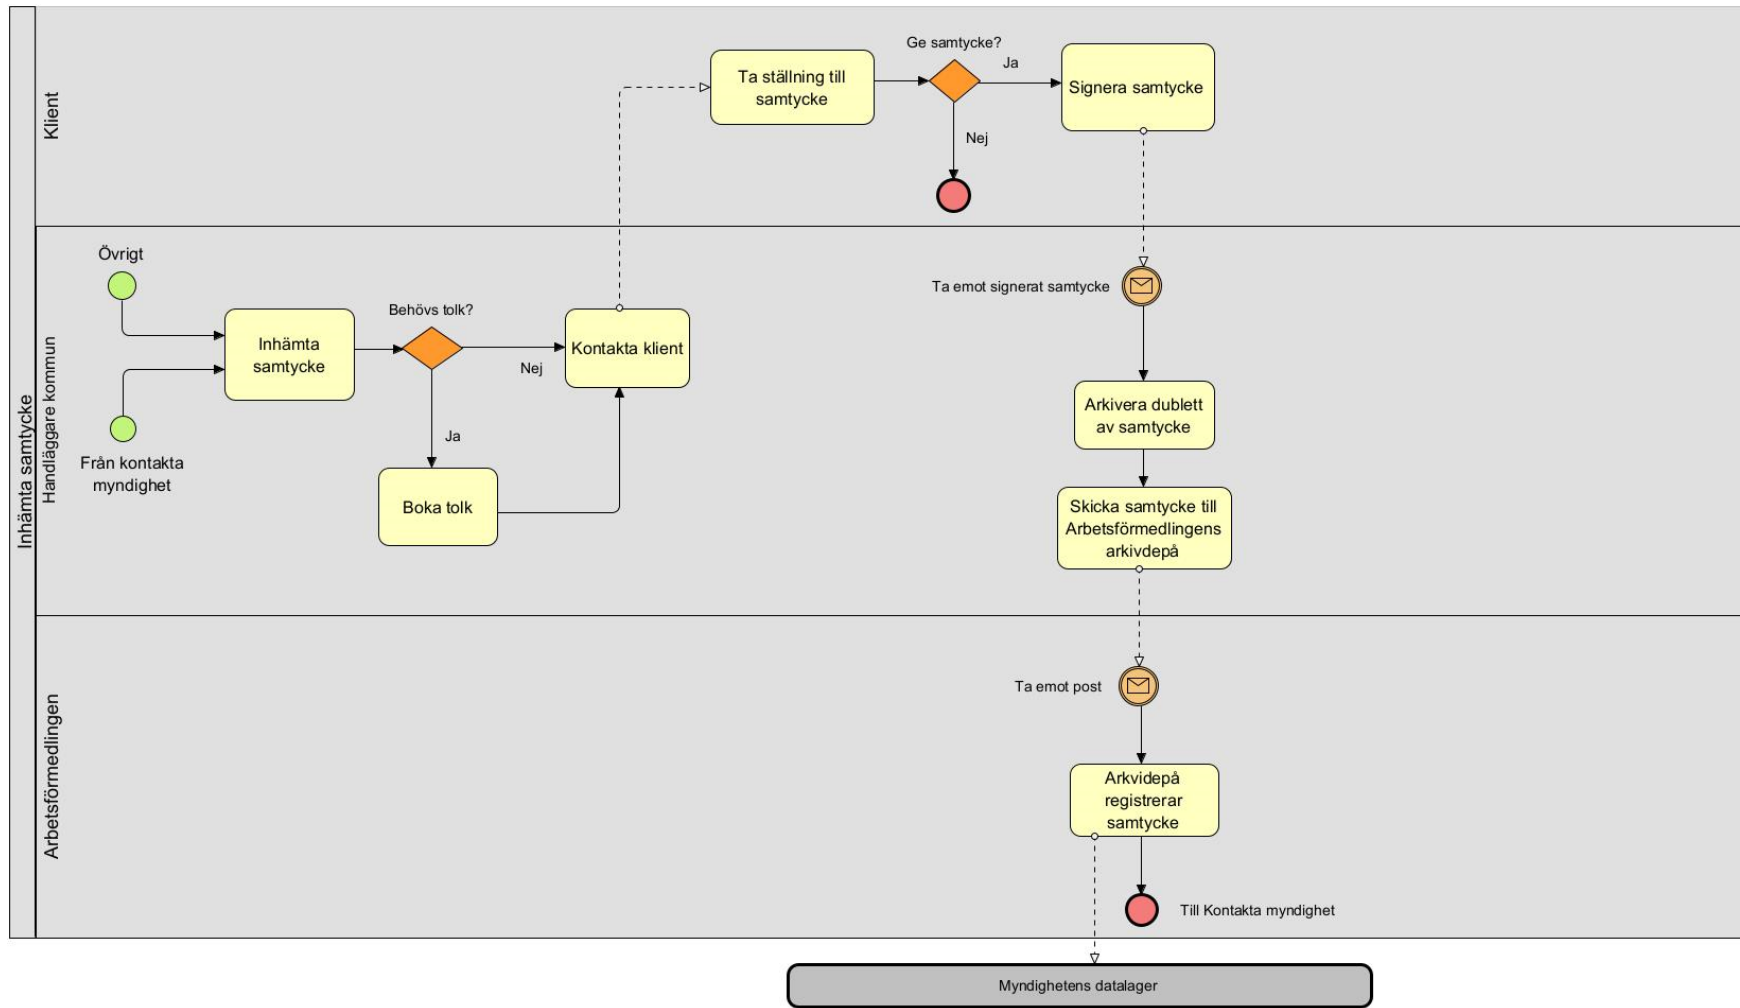 Inhämta samtycke
Klient
Ta ställning till
samtycke
Ge samtycke?
Ja
Nej
Signera samtycke
Handläggare kommun
Övrigt
Från kontakta
myndighet
Inhämta
samtycke
Behövs tolk?
Nej
Ja
Boka tolk
Kontakta klient
Ta emot signerat samtycke
Arkivera dublett
av samtycke
Skicka samtycke till
Arbetsförmedlingens
arkivdepå
Arbetsförmedlingen
Ta emot post
Arkvidepå
registrerar
samtycke
Till Kontakta myndighet
Myndighetens datalager